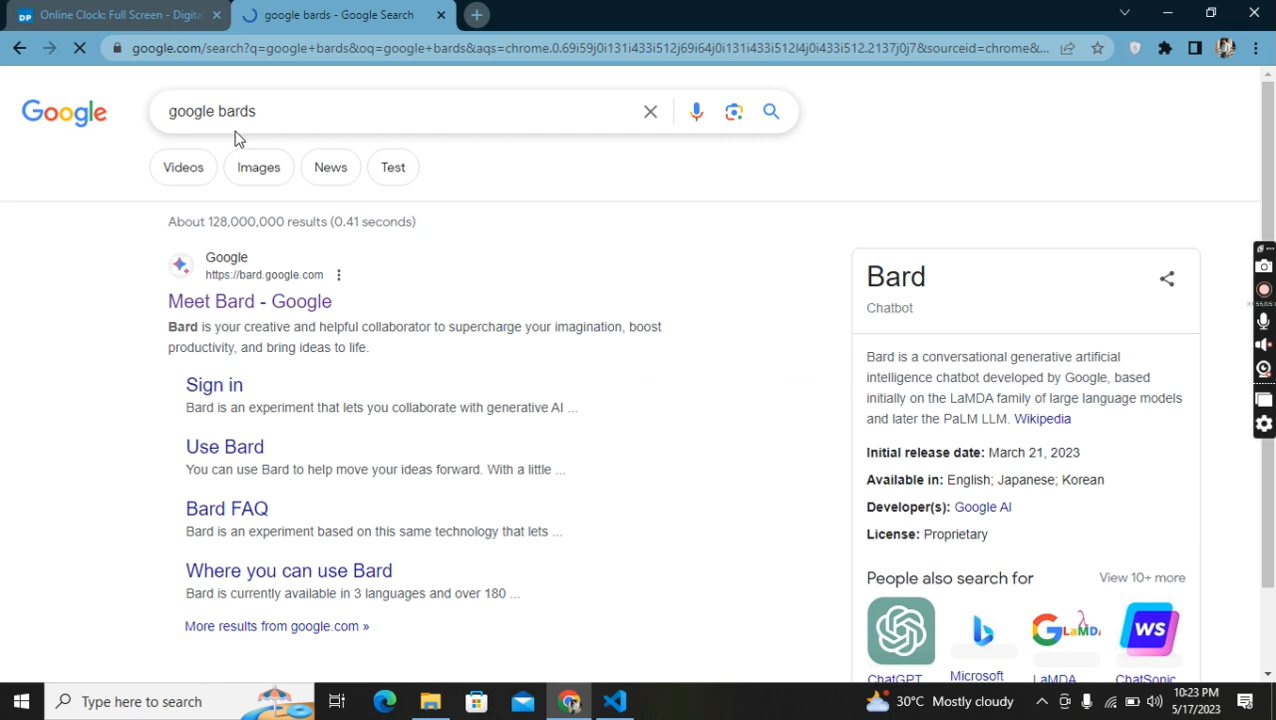 DP Online Clock: Full Screen - Digita
google bards - Google Search
google.com/search?q=google+bards&oq=google+bards&aqs=chrome.0.69i59j0i131i433i512j69i64j0i131i433i512l4j0i433i512.2137j0j7&sourceid=chrome&...
Google
google bards
Videos
Images
News
Test
About 128,000,000 results (0.41 seconds)
Google
https://bard.google.com
Meet Bard - Google
Bard is your creative and helpful collaborator to supercharge your imagination, boost
productivity, and bring ideas to life.
Sign in
Bard is an experiment that lets you collaborate with generative AI ...
Use Bard
You can use Bard to help move your ideas forward. With a little ...
Bard FAQ
Bard is an experiment based on this same technology that lets ...
Where you can use Bard
Bard is currently available in 3 languages and over 180 ...
More results from google.com »
Bard
Chatbot
Bard is a conversational generative artificial
intelligence chatbot developed by Google, based
initially on the LaMDA family of large language models
and later the PaLM LLM. Wikipedia
Initial release date: March 21, 2023
Available in: English; Japanese; Korean
Developer(s): Google AI
License: Proprietary
People also search for
View 10+ more
LaMDA
WS
ChatGPT
Microsoft
LaMDA
ChatSonic
Type here to search
30°C Mostly cloudy
10:23 PM
5/17/2023